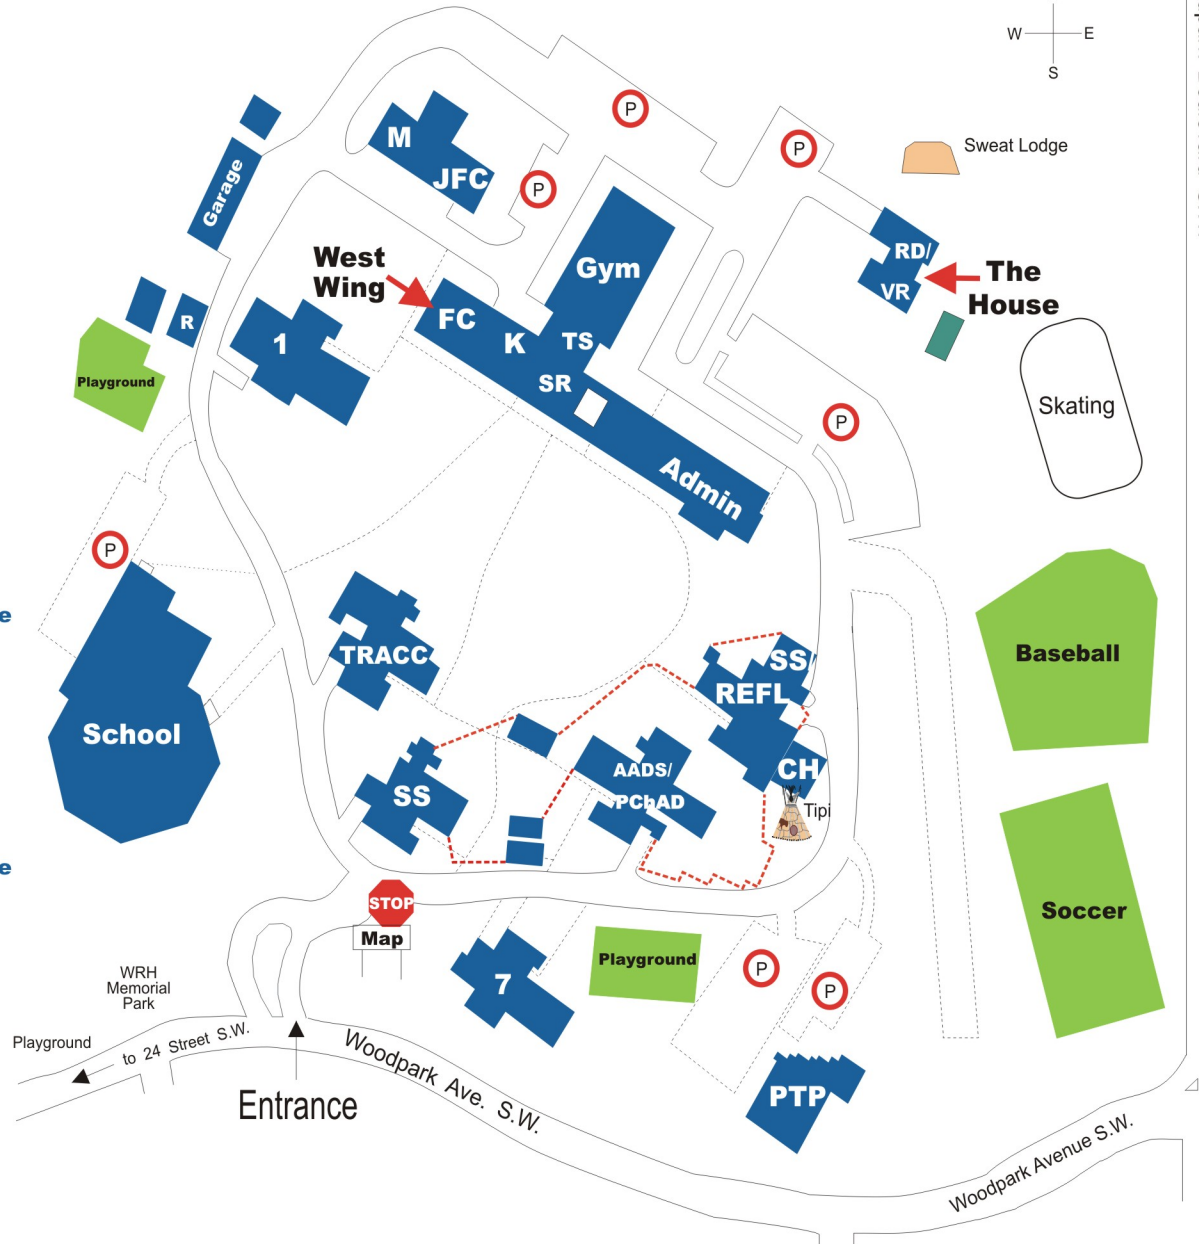 W
E
S
P
P
P
Sweat Lodge
M
JFC
Garage
West
Wing
Gym
RD/
VR
The
House
FC
K
TS
SR
R
1
Playground
Skating
P
Admin
P
e
TRACC
School
Baseball
SS/
REFL
CH
Tipi
AADS/
PChAD
SS
e
STOP
Map
Soccer
7
Playground
P
P
WRH
Memorial
Park
Playground
to 24 Street S.W.
Entrance
Woodpark Ave. S.W.
PTP
Woodpark Avenue S.W.